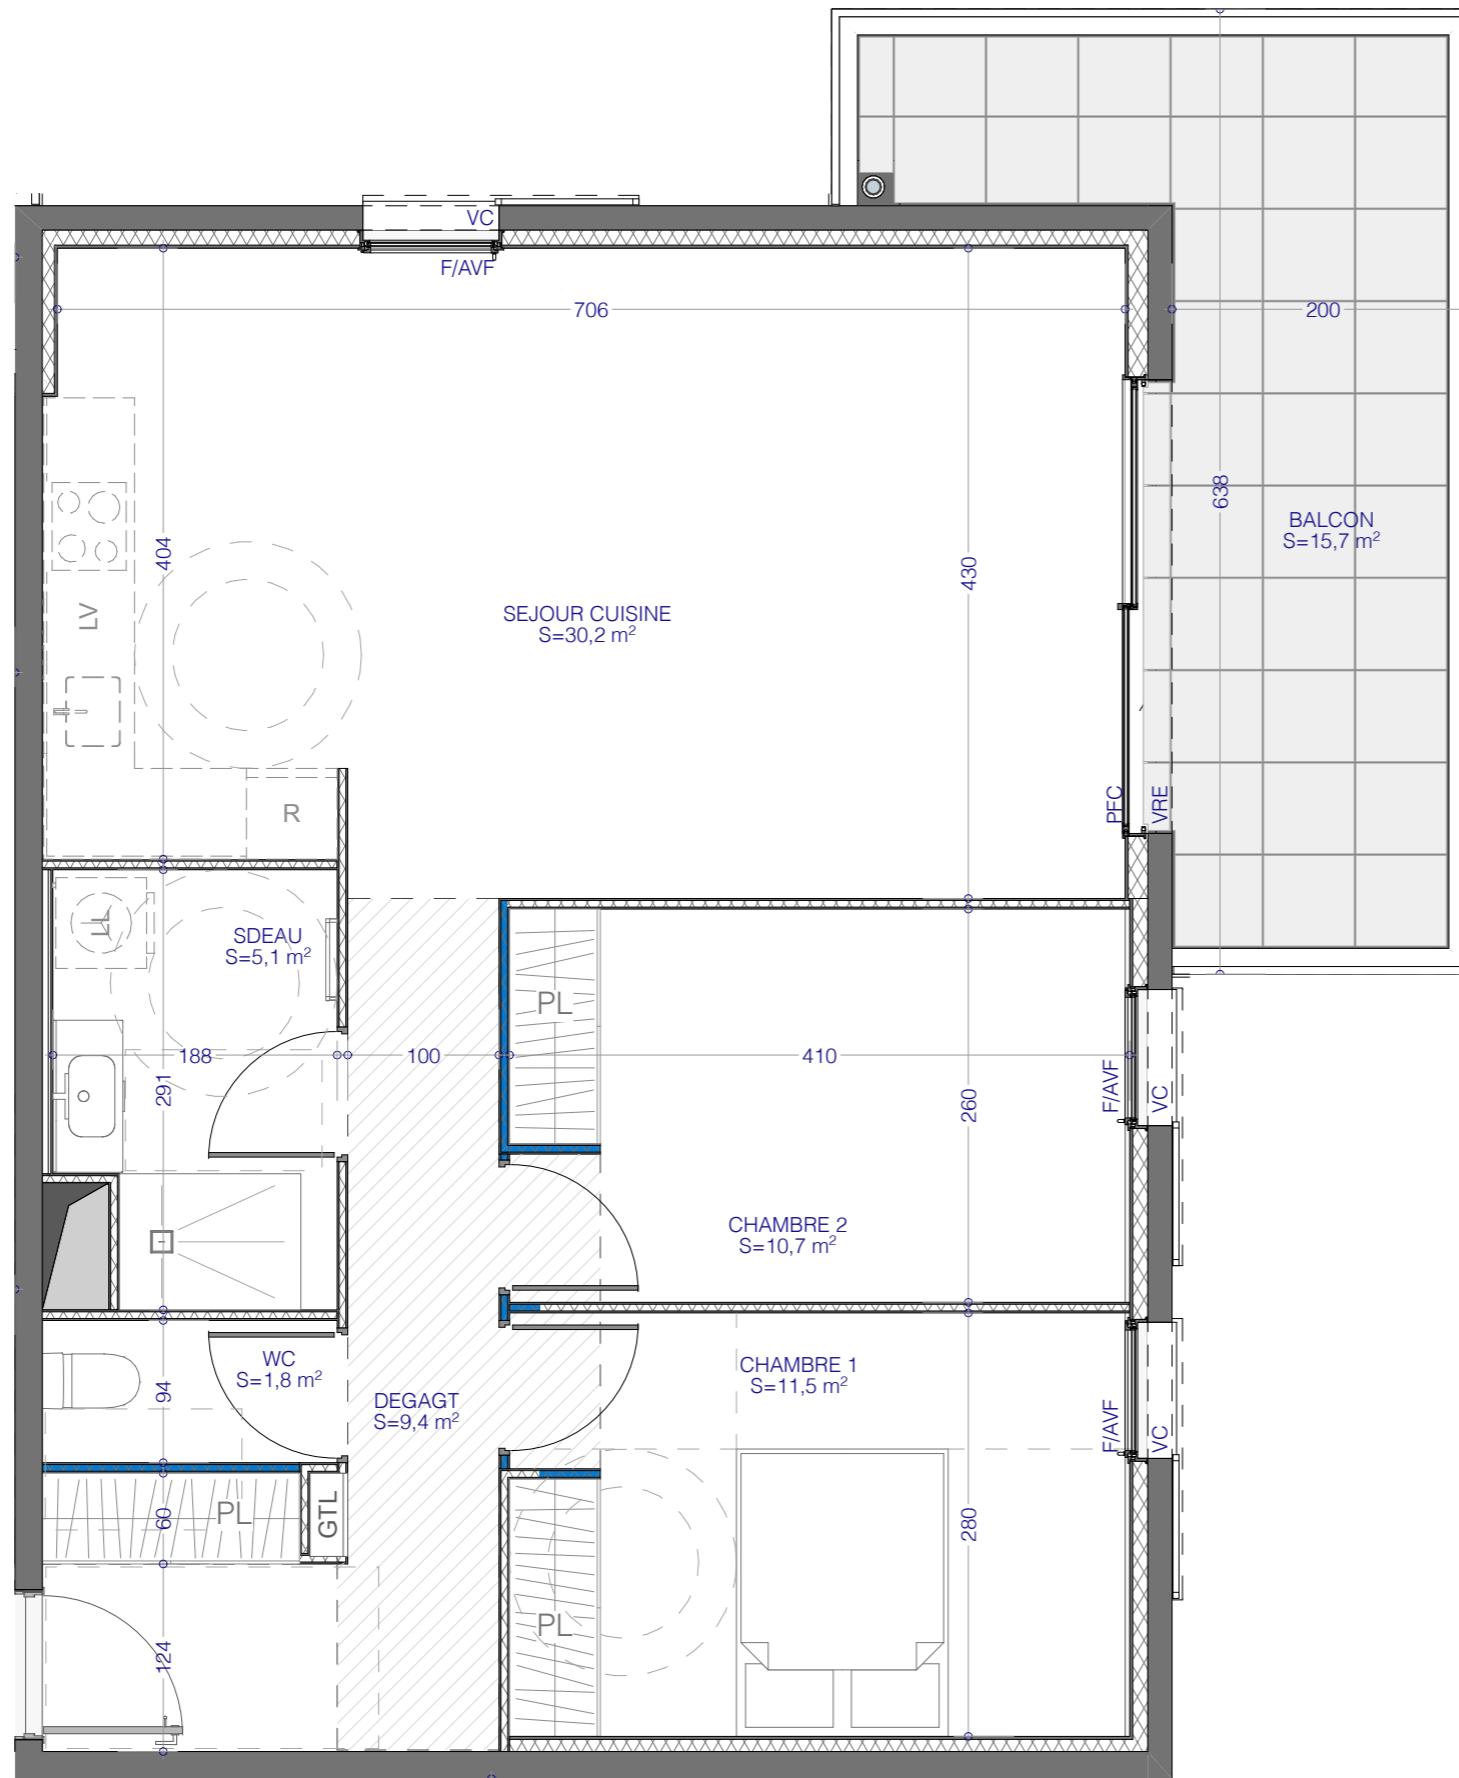 VC
F/AVF
706
200
404
430
638
BALCON
S=15,7 m²
LV
SEJOUR CUISINE
S=30,2 m²
R
PFC
VRE
LL
SDEAU
S=5,1 m²
PL
188
100
410
291
260
F/AVF
VC
CHAMBRE 2
S=10,7 m²
WC
S=1,8 m²
CHAMBRE 1
S=11,5 m²
94
DEGAGT
S=9,4 m²
F/AVF
VC
60
PL
GTL
280
PL
124